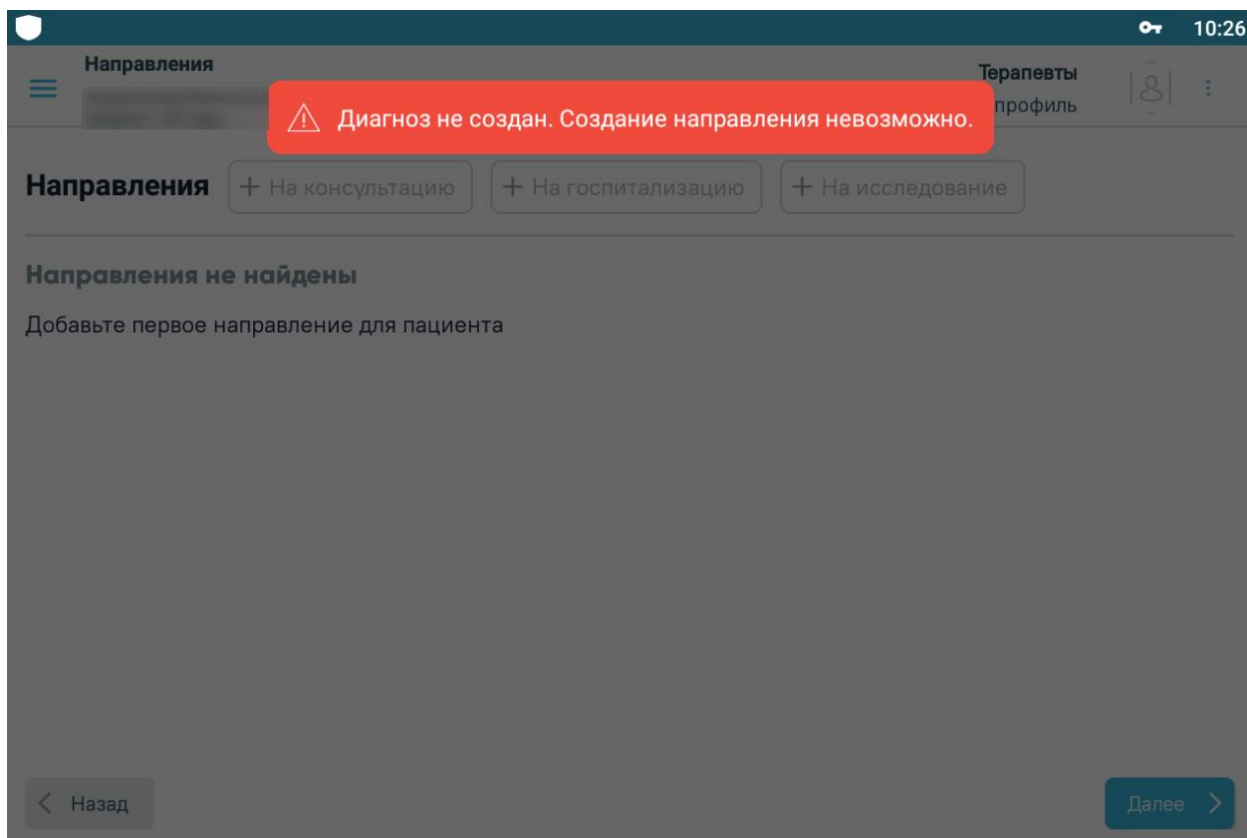 10:26
Направления
Терапевты
профиль
Диагноз не создан. Создание направления невозможно.
Направления
+ На консультацию
+ На госпитализацию
+ На исследование
Направления не найдены
Добавьте первое направление для пациента
Назад
Далее